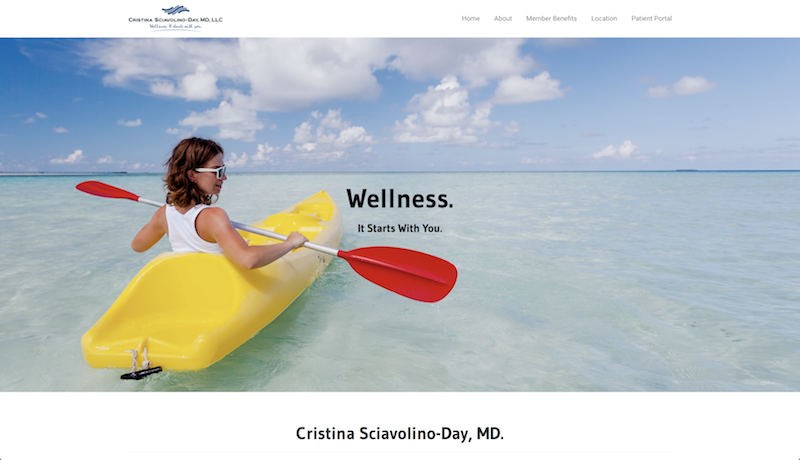 Cristina Sciavolino-Day, MD, LLC
Wellness. It starts with you.
Home About Member Benefits Location Patient Portal
Wellness.
It Starts With You.
Cristina Sciavolino-Day, MD.